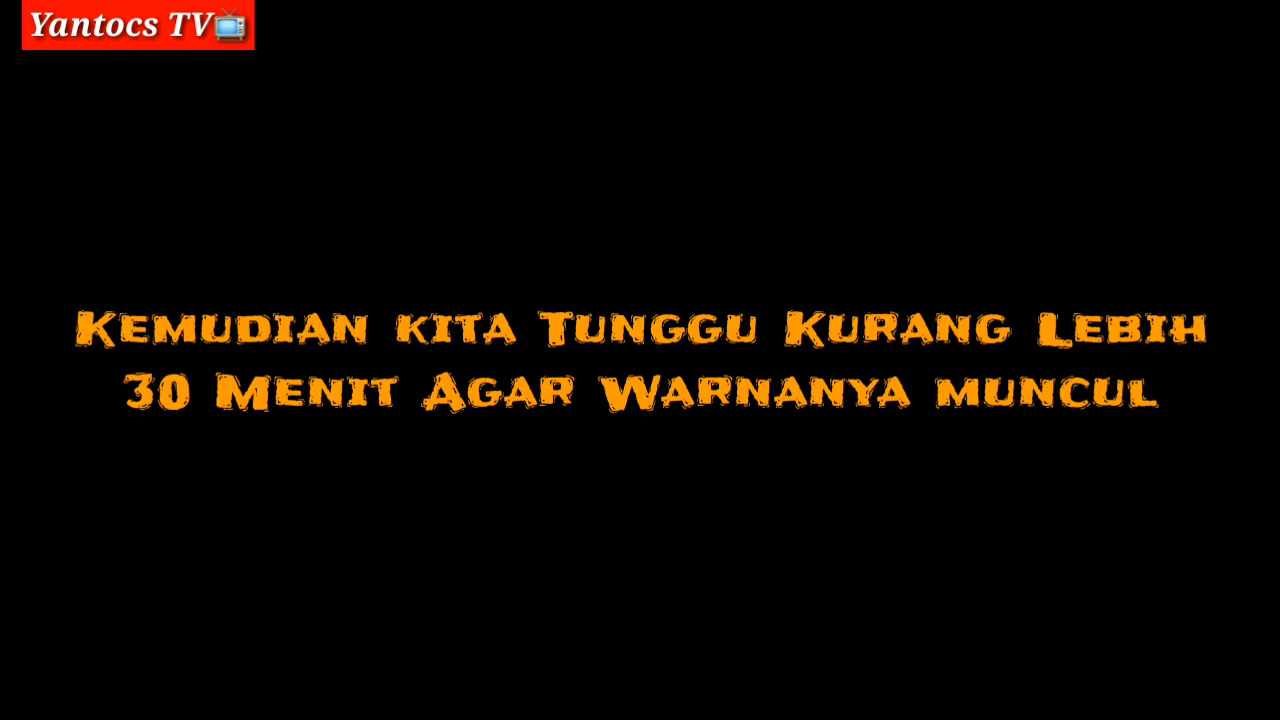 Yantocs TV
Kemudian kita Tunggu Kurang Lebih
30 Menit Agar Warnanya muncul